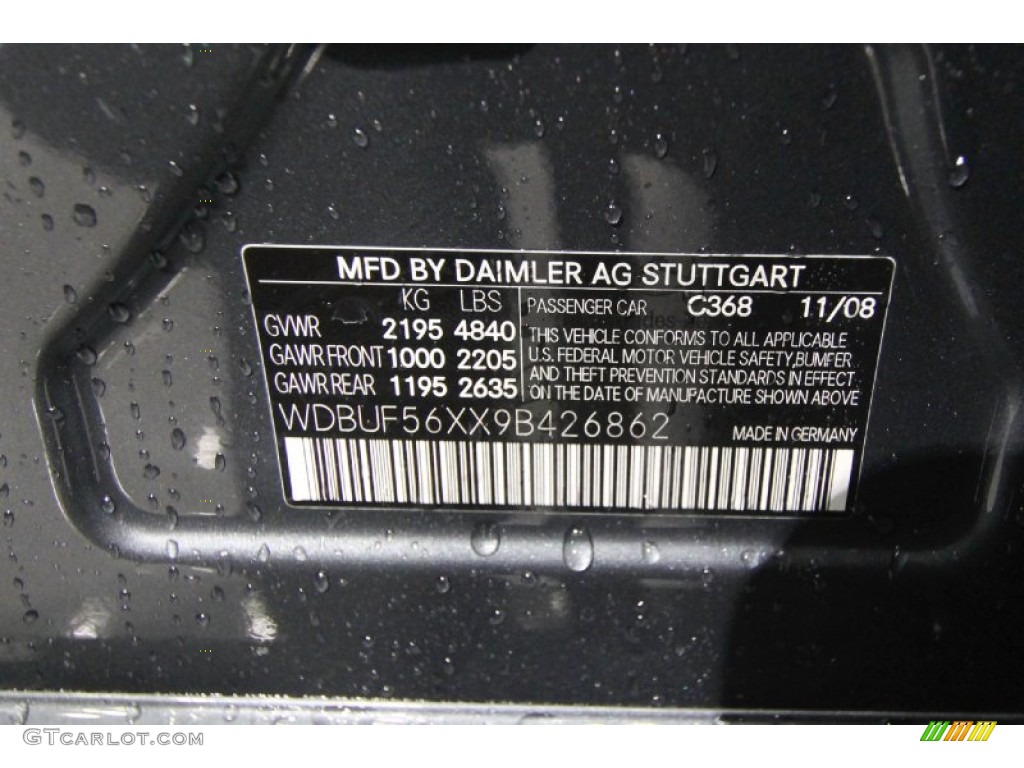 MFD BY DAIMLER AG STUTTGART
KG LBS
GVWR 2195 4840
GAWR FRONT 1000 2205
GAWR REAR 1195 2635
PASSENGER CAR C368 11/08
THIS VEHICLE CONFORMS TO ALL APPLICABLE
U.S. FEDERAL MOTOR VEHICLE SAFETY, BUMPER
AND THEFT PREVENTION STANDARDS IN EFFECT
ON THE DATE OF MANUFACTURE SHOWN ABOVE
WDBUF56XX9B426862
MADE IN GERMANY
GTcarlot.com